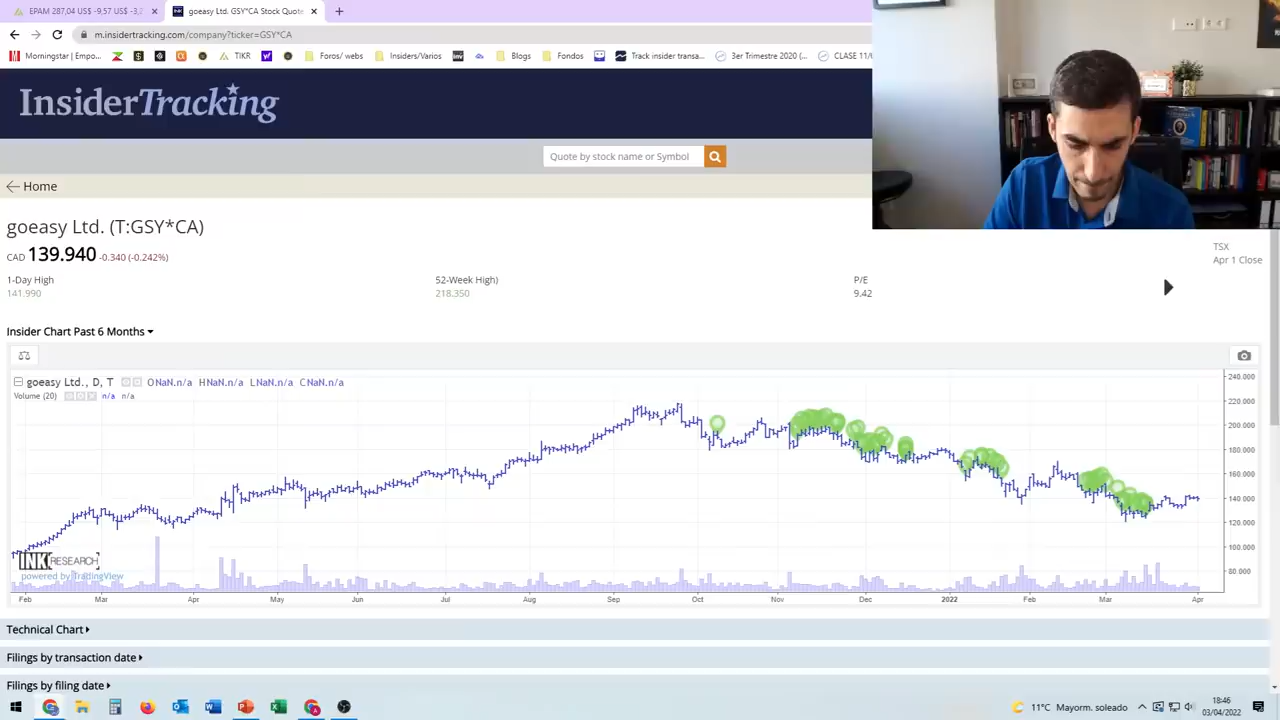 EPAM 287,04 US$ -9,57 US$ -3,2
goeasy Ltd. GSY*CA Stock Quote
m.insidertracking.com/company?ticker=GSY*CA
Morningstar | Empo...
TIKR
Foros/ webs
Insiders/Varios
Blogs
Fondos
Track insider transa...
3er Trimestre 2020 (...
InsiderTracking
Quote by stock name or Symbol
Home
goeasy Ltd. (T:GSY*CA)
CAD 139.940 -0.340 (-0.242%)
TSX
Apr 1 Close
1-Day High
141.990
52-Week High)
218.350
P/E
9.42
Insider Chart Past 6 Months
goeasy Ltd., D, T
ONaN.n/a HNaN.n/a LNaN.n/a CNaN.n/a
Volume (20) n/a n/a
240.000
220.000
200.000
180.000
160.000
140.000
120.000
100.000
80.000
INK RESEARCH
powered by TradingView
Feb Mar Apr May Jun Jul Aug Sep Oct Nov Dec 2022 Feb Mar Apr
Technical Chart
Filings by transaction date
Filings by filing date
11°C Mayorm. soleado
18:46
03/04/2022